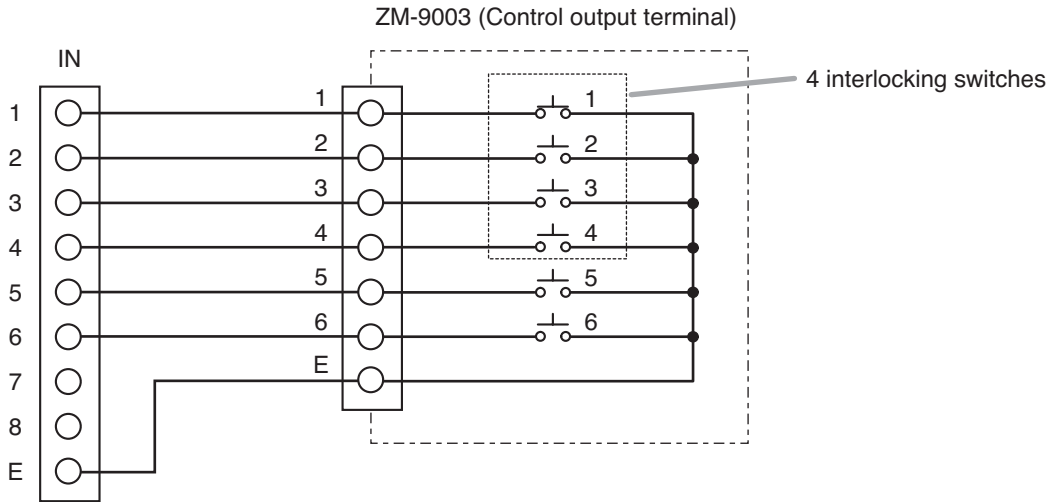 ZM-9003 (Control output terminal)
IN
4 interlocking switches
1 1 1
2 2 2
3 3 3
4 4 4
5 5 5
6 6 6
7 E
8
E